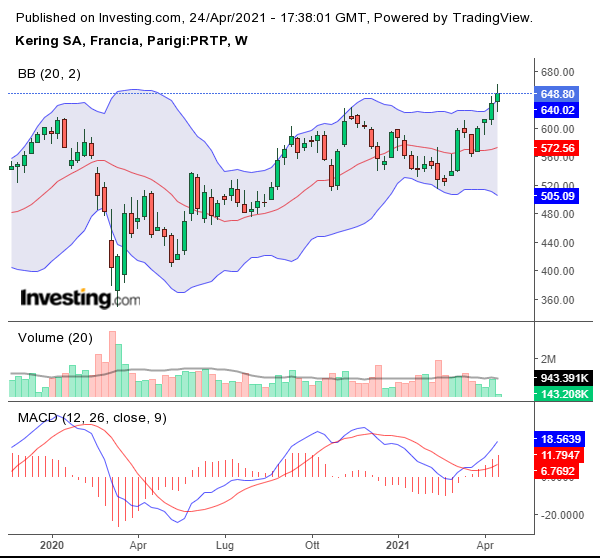 Published on Investing.com, 24/Apr/2021 - 17:38:01 GMT, Powered by TradingView.
Kering SA, Francia, Parigi:PRTP, W
BB (20, 2)
680.00
648.80
640.02
600.00
572.56
560.00
520.00
505.09
480.00
440.00
400.00
360.00
Investing.com
Volume (20)
2M
943.391K
143.208K
MACD (12, 26, close, 9)
18.5639
11.7947
6.7692
0.0000
-20.0000
2020 Apr Lug Ott 2021 Apr